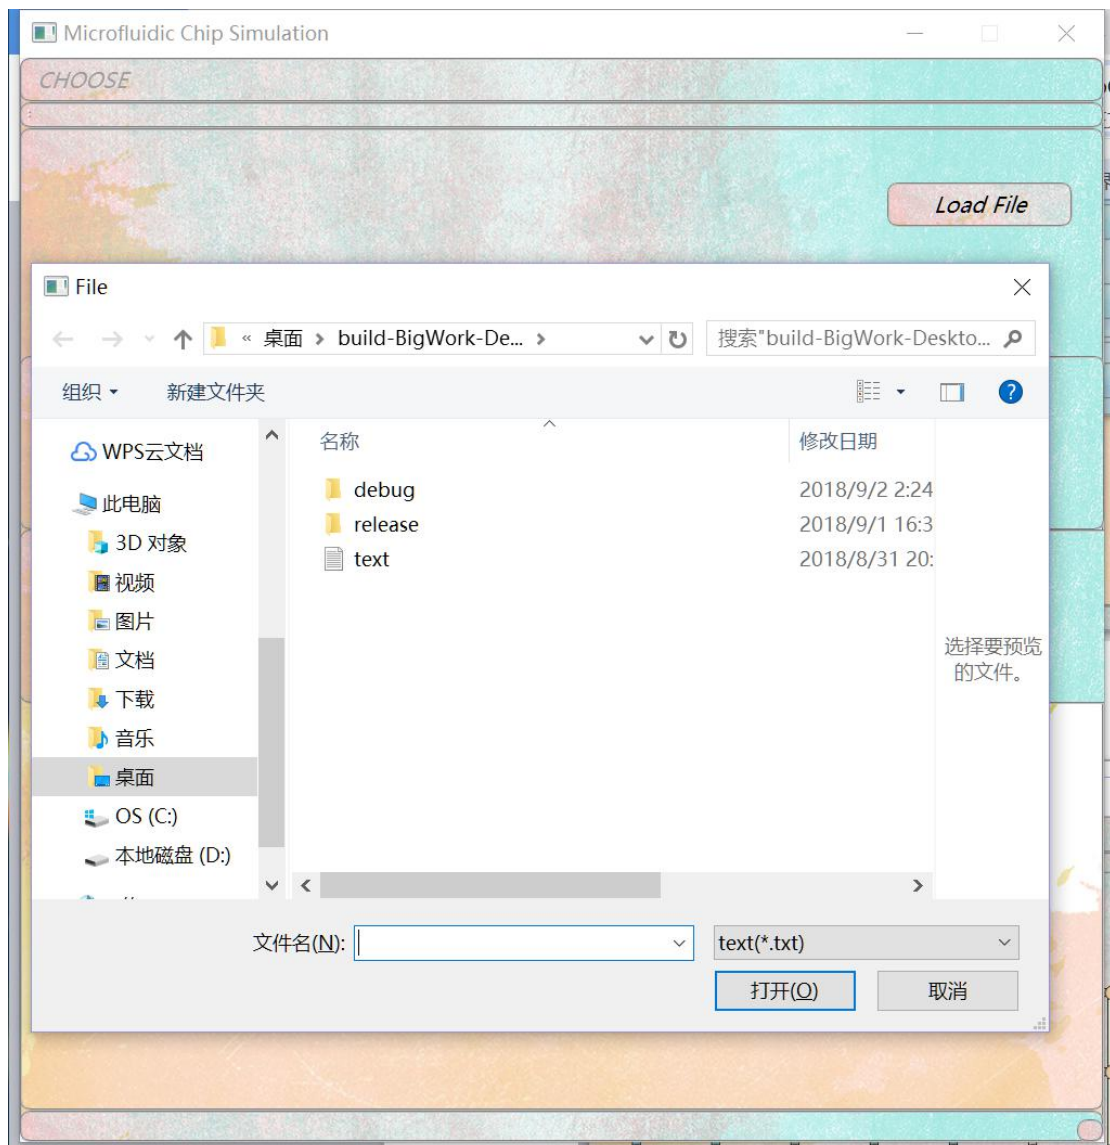 Microfluidic Chip Simulation
CHOOSE
Load File
File
« 桌面 › build-BigWork-De... ›
搜索"build-BigWork-Deskto...
组织
新建文件夹
名称
修改日期
WPS云文档
此电脑
3D 对象
视频
图片
文档
下载
音乐
桌面
OS (C:)
本地磁盘 (D:)
debug
2018/9/2 2:24
release
2018/9/1 16:3
text
2018/8/31 20:
选择要预览
的文件。
文件名(N):
text(*.txt)
打开(O)
取消